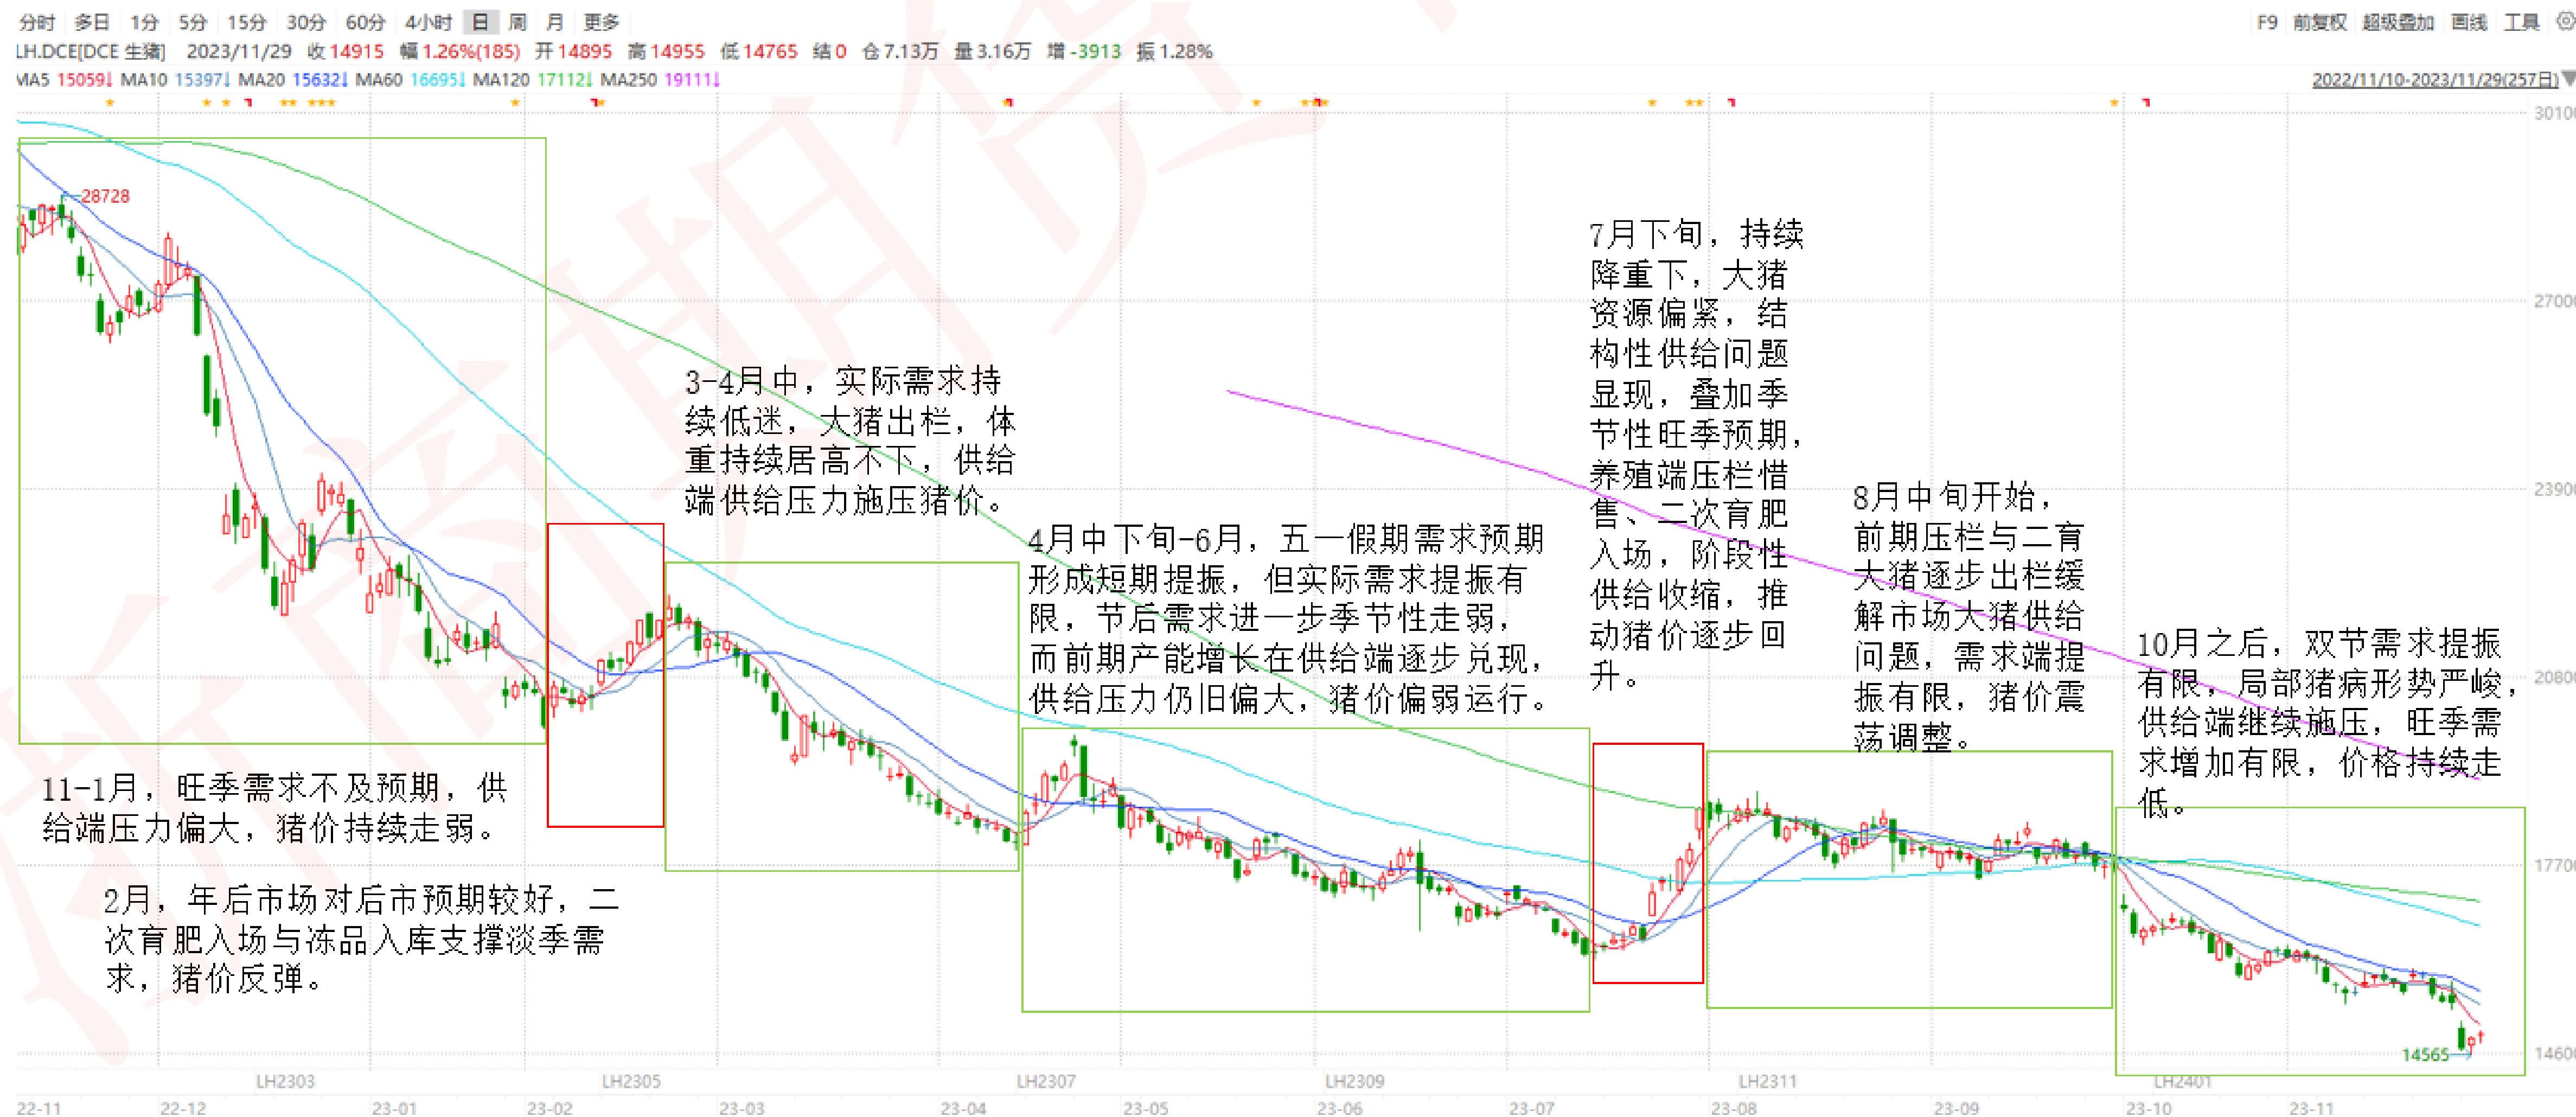 分时 多日 1分 5分 15分 30分 60分 4小时 日 周 月 更多 F9 前复权 超级叠加 画线 工具
LH.DCE[DCE 生猪] 2023/11/29 收14915 幅1.26%(185) 开14895 高14955 低14765 结0 仓7.13万 量3.16万 增-3913 振1.28%
MA5 15059↓ MA10 15397↓ MA20 15632↓ MA60 16695↓ MA120 17112↓ MA250 19111↓ 2022/11/10-2023/11/29(257日)
30100
28728
27000
23900
20800
17700
14600
14565
11-1月，旺季需求不及预期，供
给端压力偏大，猪价持续走弱。
2月，年后市场对后市预期较好，二
次育肥入场与冻品入库支撑淡季需
求，猪价反弹。
3-4月中，实际需求持
续低迷，大猪出栏，体
重持续居高不下，供给
端供给压力施压猪价。
4月中下旬-6月，五一假期需求预期
形成短期提振，但实际需求提振有
限，节后需求进一步季节性走弱，
而前期产能增长在供给端逐步兑现，
供给压力仍旧偏大，猪价偏弱运行。
7月下旬，持续
降重下，大猪
资源偏紧，结
构性供给问题
显现，叠加季
节性旺季预期，
养殖端压栏惜
售、二次育肥
入场，阶段性
供给收缩，推
动猪价逐步回
升。
8月中旬开始，
前期压栏与二育
大猪逐步出栏缓
解市场大猪供给
问题，需求端提
振有限，猪价震
荡调整。
10月之后，双节需求提振
有限，局部猪病形势严峻，
供给端继续施压，旺季需
求增加有限，价格持续走
低。
LH2303 LH2305 LH2307 LH2309 LH2311 LH2401
22-11 22-12 23-01 23-02 23-03 23-04 23-05 23-06 23-07 23-08 23-09 23-10 23-11